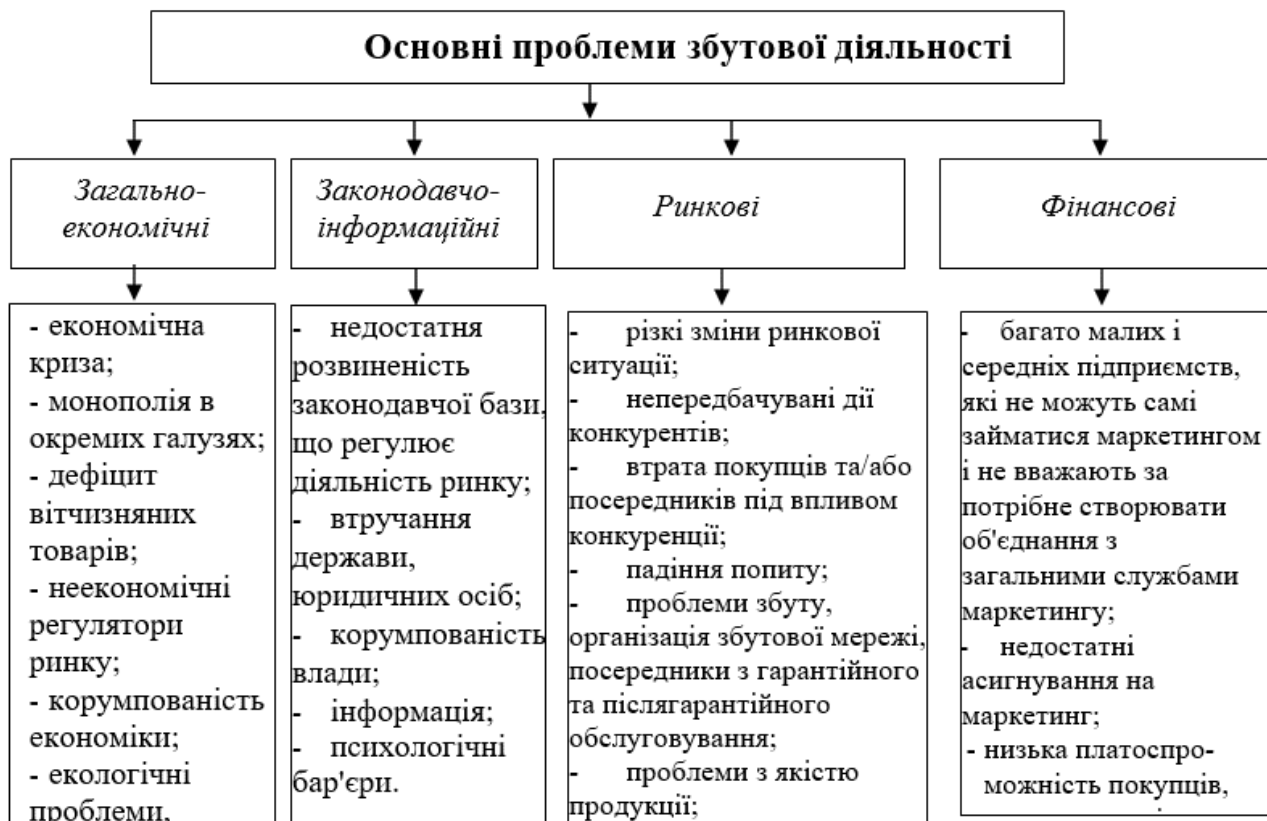 Основні проблеми збутової діяльності
Загально-
економічні
Законодавчо-
інформаційні
Ринкові
Фінансові
- економічна
криза;
- монополія в
окремих галузях;
- дефіцит
вітчизняних
товарів;
- неекономічні
регулятори
ринку;
- корумпованість
економіки;
- екологічні
проблеми,
- недостатня
розвиненість
законодавчої бази,
що регулює
діяльність ринку;
- втручання
держави,
юридичних осіб;
- корумпованість
влади;
- інформація;
- психологічні
бар'єри.
- різкі зміни ринкової
ситуації;
- непередбачувані дії
конкурентів;
- втрата покупців та/або
посередників під впливом
конкуренції;
- падіння попиту;
- проблеми збуту,
організація збутової мережі,
посередники з гарантійного
та післягарантійного
обслуговування;
- проблеми з якістю
продукції;
- багато малих і
середніх підприємств,
які не можуть самі
займатися маркетингом
і не вважають за
потрібне створювати
об'єднання з
загальними службами
маркетингу;
- недостатні
асигнування на
маркетинг;
- низька платоспро-
можність покупців,